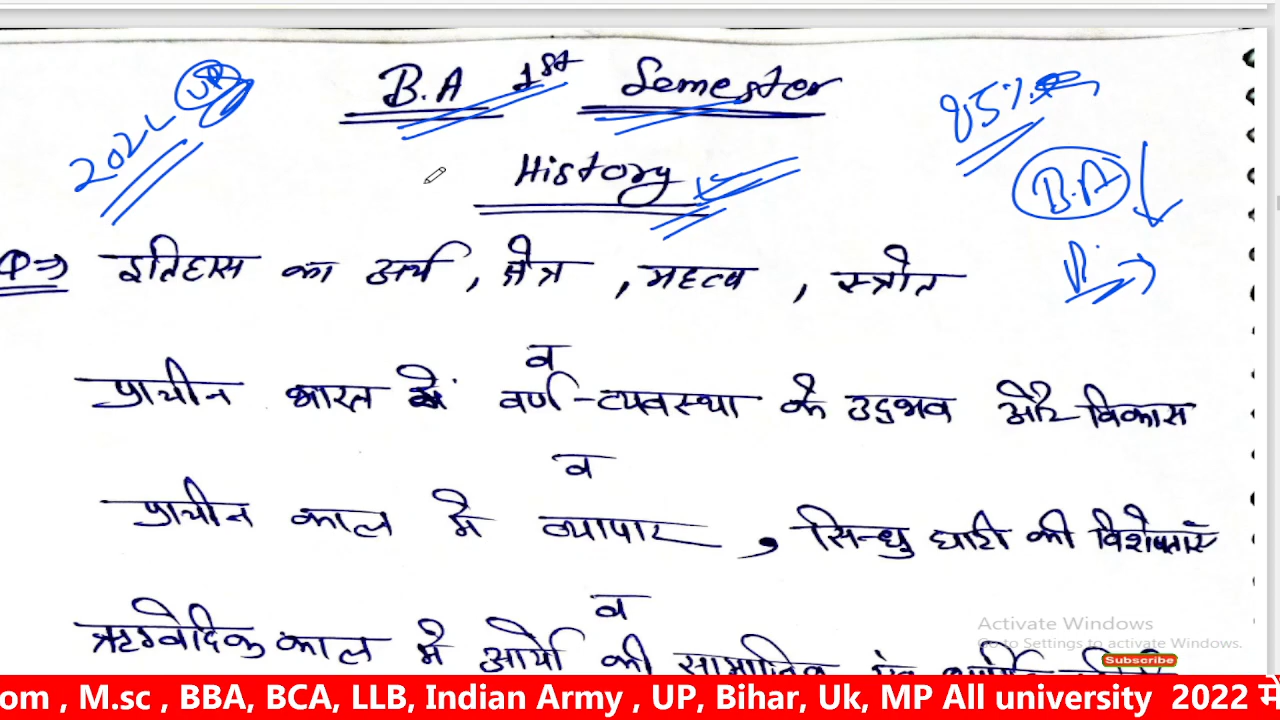 B.A 1st Semester
2022 UP
85%
History
B.A
Q⇒ इतिहास का अर्थ, क्षेत्र, महत्व, स्त्रोत
व
प्राचीन भारत में वर्ण-व्यवस्था के उद्भव और विकास
व
प्राचीन काल में व्यापार, सिन्धु घाटी की विशेषताएँ
व
ऋग्वेदिक काल में आर्यो की सामाजिक एंव
Activate Windows
Go to Settings to activate Windows.
Subscribe
om , M.sc , BBA, BCA, LLB, Indian Army , UP, Bihar, Uk, MP All university 2022 में